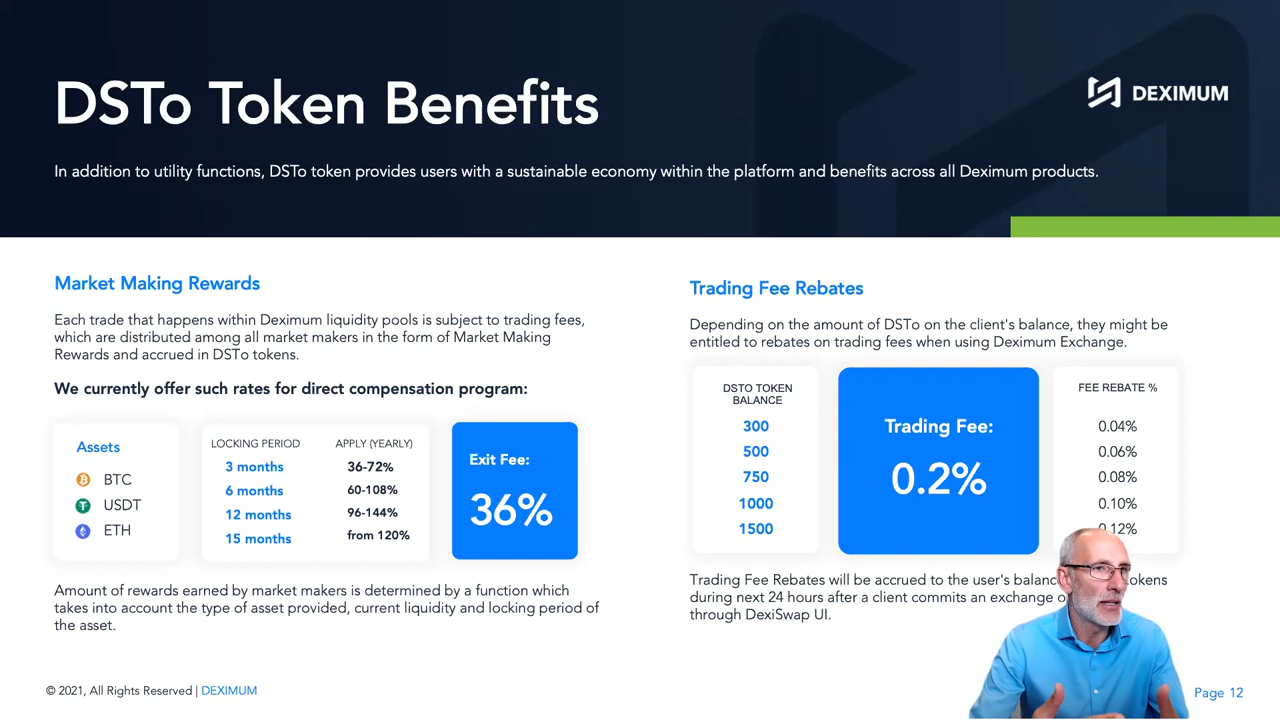 DSTo Token Benefits
DEXIMUM
In addition to utility functions, DSTo token provides users with a sustainable economy within the platform and benefits across all Deximum products.
Market Making Rewards
Each trade that happens within Deximum liquidity pools is subject to trading fees,
which are distributed among all market makers in the form of Market Making
Rewards and accrued in DSTo tokens.
We currently offer such rates for direct compensation program:
Assets
BTC
USDT
ETH
LOCKING PERIOD APPLY (YEARLY)
3 months 36-72%
6 months 60-108%
12 months 96-144%
15 months from 120%
Exit Fee:
36%
Amount of rewards earned by market makers is determined by a function which
takes into account the type of asset provided, current liquidity and locking period of
the asset.
Trading Fee Rebates
Depending on the amount of DSTo on the client's balance, they might be
entitled to rebates on trading fees when using Deximum Exchange.
DSTO TOKEN
BALANCE
300
500
750
1000
1500
Trading Fee:
0.2%
FEE REBATE %
0.04%
0.06%
0.08%
0.10%
0.12%
Trading Fee Rebates will be accrued to the user's
during next 24 hours after a client commits an exchange
through DexiSwap UI.
© 2021, All Rights Reserved | DEXIMUM
Page 12